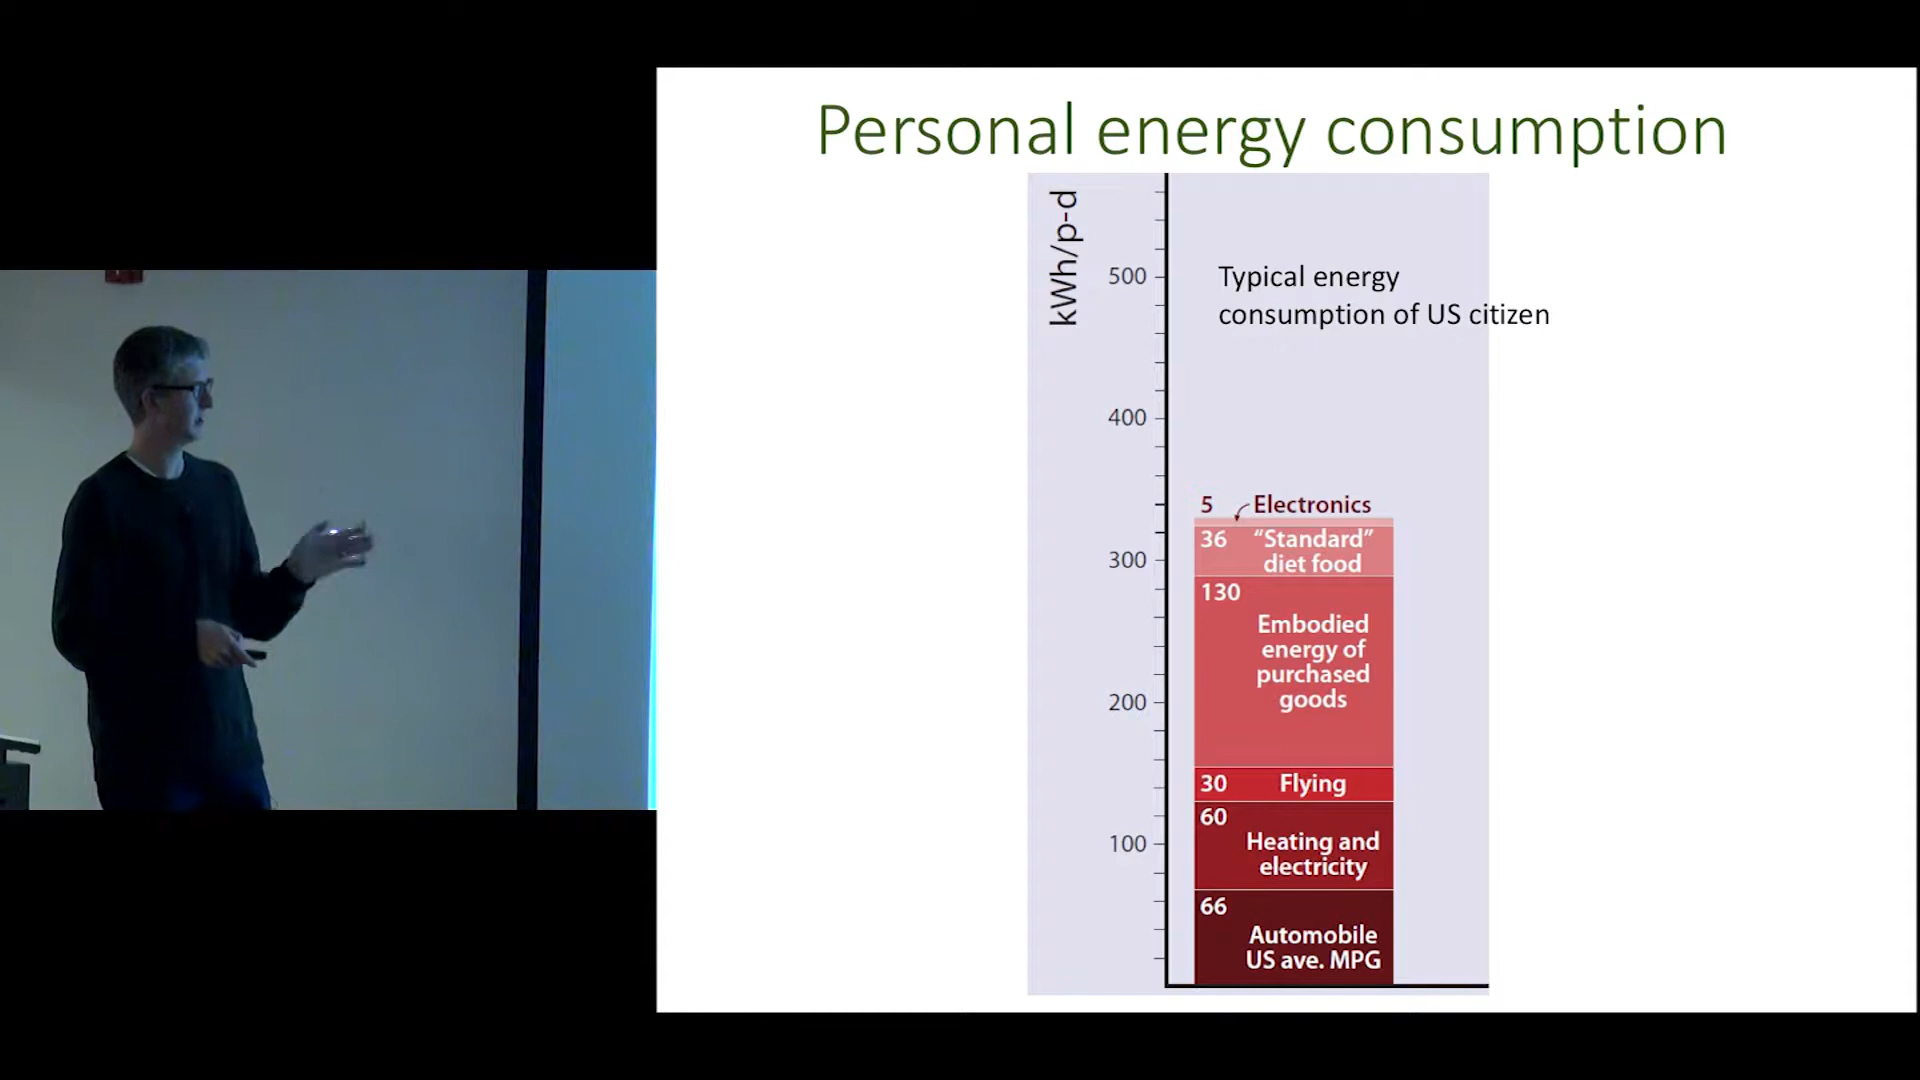 Personal energy consumption
kWh/p-d
500
400
300
200
100
Typical energy
consumption of US citizen
5 Electronics
36 “Standard”
diet food
130
Embodied
energy of
purchased
goods
30 Flying
60
Heating and
electricity
66
Automobile
US ave. MPG